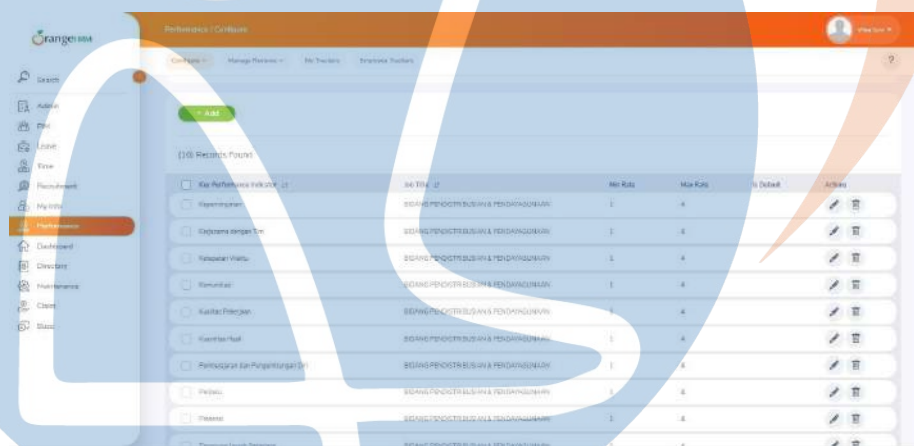 OrangeHRM
Performance / Configure
Configure Manage Reviews My Trackers Employee Trackers ?
Search
+ Add
Admin
PIM
(10) Records Found
Leave
Time
Key Performance Indicator Job Title Min Rate Max Rate Is Default Actions
Recruitment
My Info
Kepemimpinan BIDANG PENDISTRIBUSIAN & PENDAYAGUNAAN 1 4
Performance
Kerjasama dengan Tim BIDANG PENDISTRIBUSIAN & PENDAYAGUNAAN 1 4
Dashboard
Ketepatan Waktu BIDANG PENDISTRIBUSIAN & PENDAYAGUNAAN 1 4
Directory
Maintenance
Komunikasi BIDANG PENDISTRIBUSIAN & PENDAYAGUNAAN 1 4
Claim
Kualitas Pekerjaan BIDANG PENDISTRIBUSIAN & PENDAYAGUNAAN 1 4
Buzz
Kuantitas Hasil BIDANG PENDISTRIBUSIAN & PENDAYAGUNAAN 1 4
Pembelajaran dan Pengembangan Diri BIDANG PENDISTRIBUSIAN & PENDAYAGUNAAN 1 4
Perilaku BIDANG PENDISTRIBUSIAN & PENDAYAGUNAAN 1 4
BIDANG PENDISTRIBUSIAN & PENDAYAGUNAAN 1 4
BIDANG PENDISTRIBUSIAN & PENDAYAGUNAAN 1 4